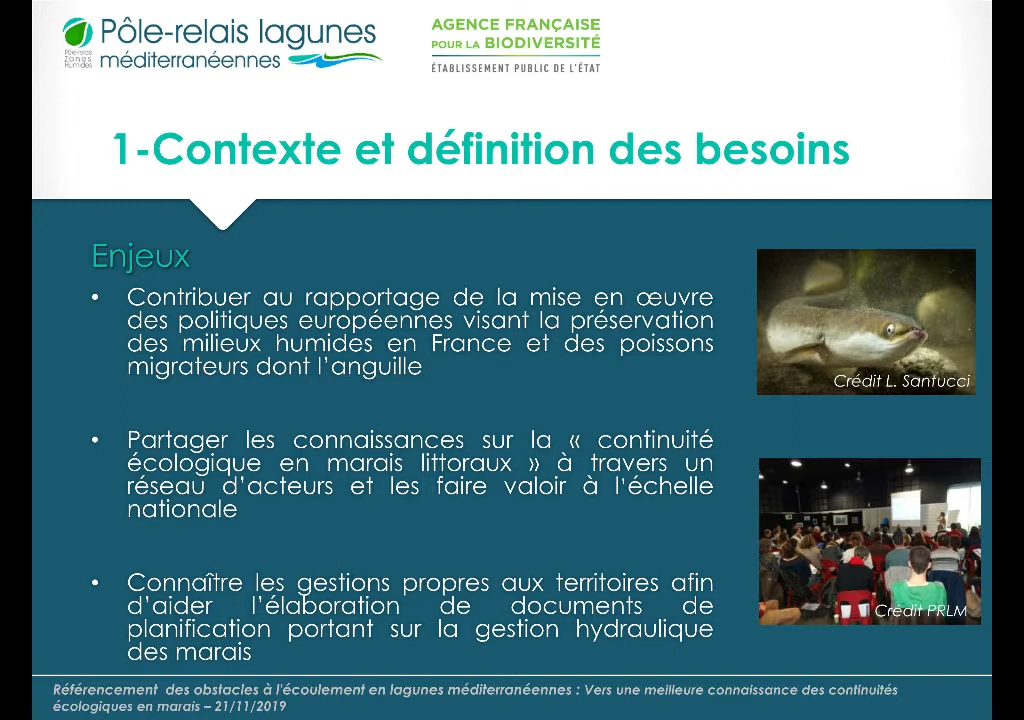 Pôle-relais lagunes
méditerranéennes
Pôle-relais
Zones
Humides
AGENCE FRANÇAISE
POUR LA BIODIVERSITÉ
ÉTABLISSEMENT PUBLIC DE L'ÉTAT
1-Contexte et définition des besoins
Enjeux
• Contribuer au rapportage de la mise en œuvre
des politiques européennes visant la préservation
des milieux humides en France et des poissons
migrateurs dont l'anguille
• Partager les connaissances sur la « continuité
écologique en marais littoraux » à travers un
réseau d'acteurs et les faire valoir à l'échelle
nationale
• Connaître les gestions propres aux territoires afin
d'aider l'élaboration de documents de
planification portant sur la gestion hydraulique
des marais
Crédit L. Santucci
Crédit PRLM
Référencement des obstacles à l'écoulement en lagunes méditerranéennes : Vers une meilleure connaissance des continuités
écologiques en marais – 21/11/2019